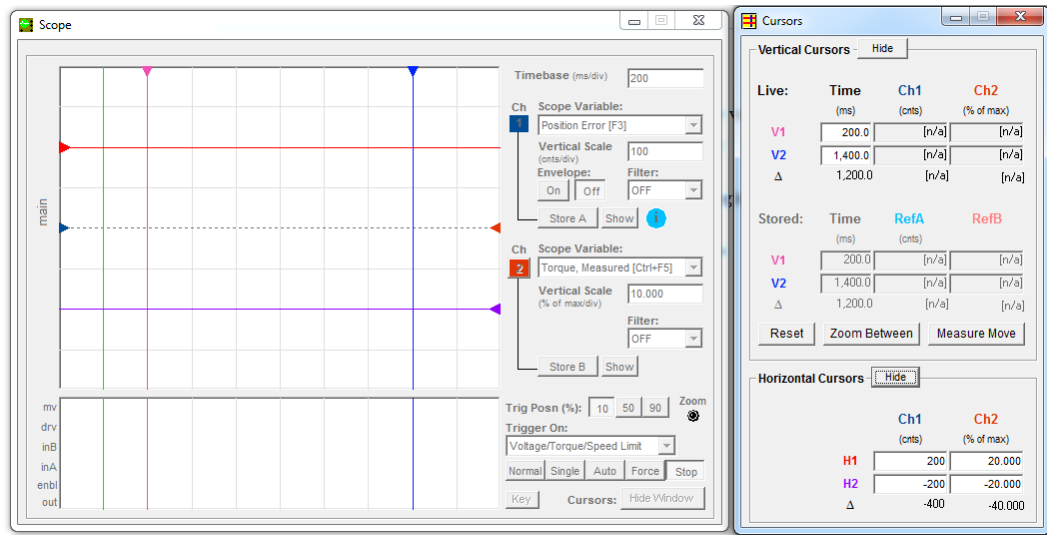 Scope
main
Timebase (ms/div) 200
Ch Scope Variable:
1 Position Error [F3]
Vertical Scale 100
(cnts/div)
Envelope: Filter:
On Off OFF
Store A Show i
Ch Scope Variable:
2 Torque, Measured [Ctrl+F5]
Vertical Scale 10.000
(% of max/div)
Filter:
OFF
Store B Show
mv
drv
inB
inA
enbl
out
Trig Posn (%): 10 50 90 Zoom
Trigger On:
Voltage/Torque/Speed Limit
Normal Single Auto Force Stop
Key Cursors: Hide Window
Cursors
Vertical Cursors Hide
Live: Time Ch1 Ch2
(ms) (cnts) (% of max)
V1 200.0 [n/a] [n/a]
V2 1,400.0 [n/a] [n/a]
Δ 1,200.0 [n/a] [n/a]
Stored: Time RefA RefB
(ms) (cnts)
V1 200.0 [n/a] [n/a]
V2 1,400.0 [n/a] [n/a]
Δ 1,200.0 [n/a] [n/a]
Reset Zoom Between Measure Move
Horizontal Cursors Hide
Ch1 Ch2
(cnts) (% of max)
H1 200 20.000
H2 -200 -20.000
Δ -400 -40.000